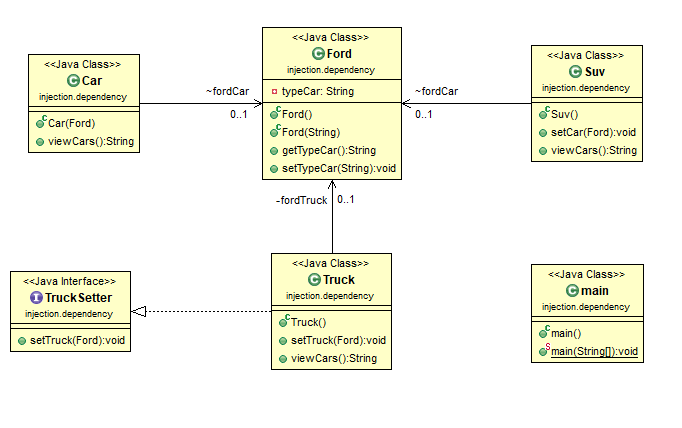 <<Java Class>>
Car
injection.dependency
Car(Ford)
viewCars():String
~fordCar
0..1
<<Java Class>>
Ford
injection.dependency
typeCar: String
Ford()
Ford(String)
getTypeCar():String
setTypeCar(String):void
~fordCar
0..1
<<Java Class>>
Suv
injection.dependency
Suv()
setCar(Ford):void
viewCars():String
-fordTruck
0..1
<<Java Interface>>
TruckSetter
injection.dependency
setTruck(Ford):void
<<Java Class>>
Truck
injection.dependency
Truck()
setTruck(Ford):void
viewCars():String
<<Java Class>>
main
injection.dependency
main()
main(String[]):void